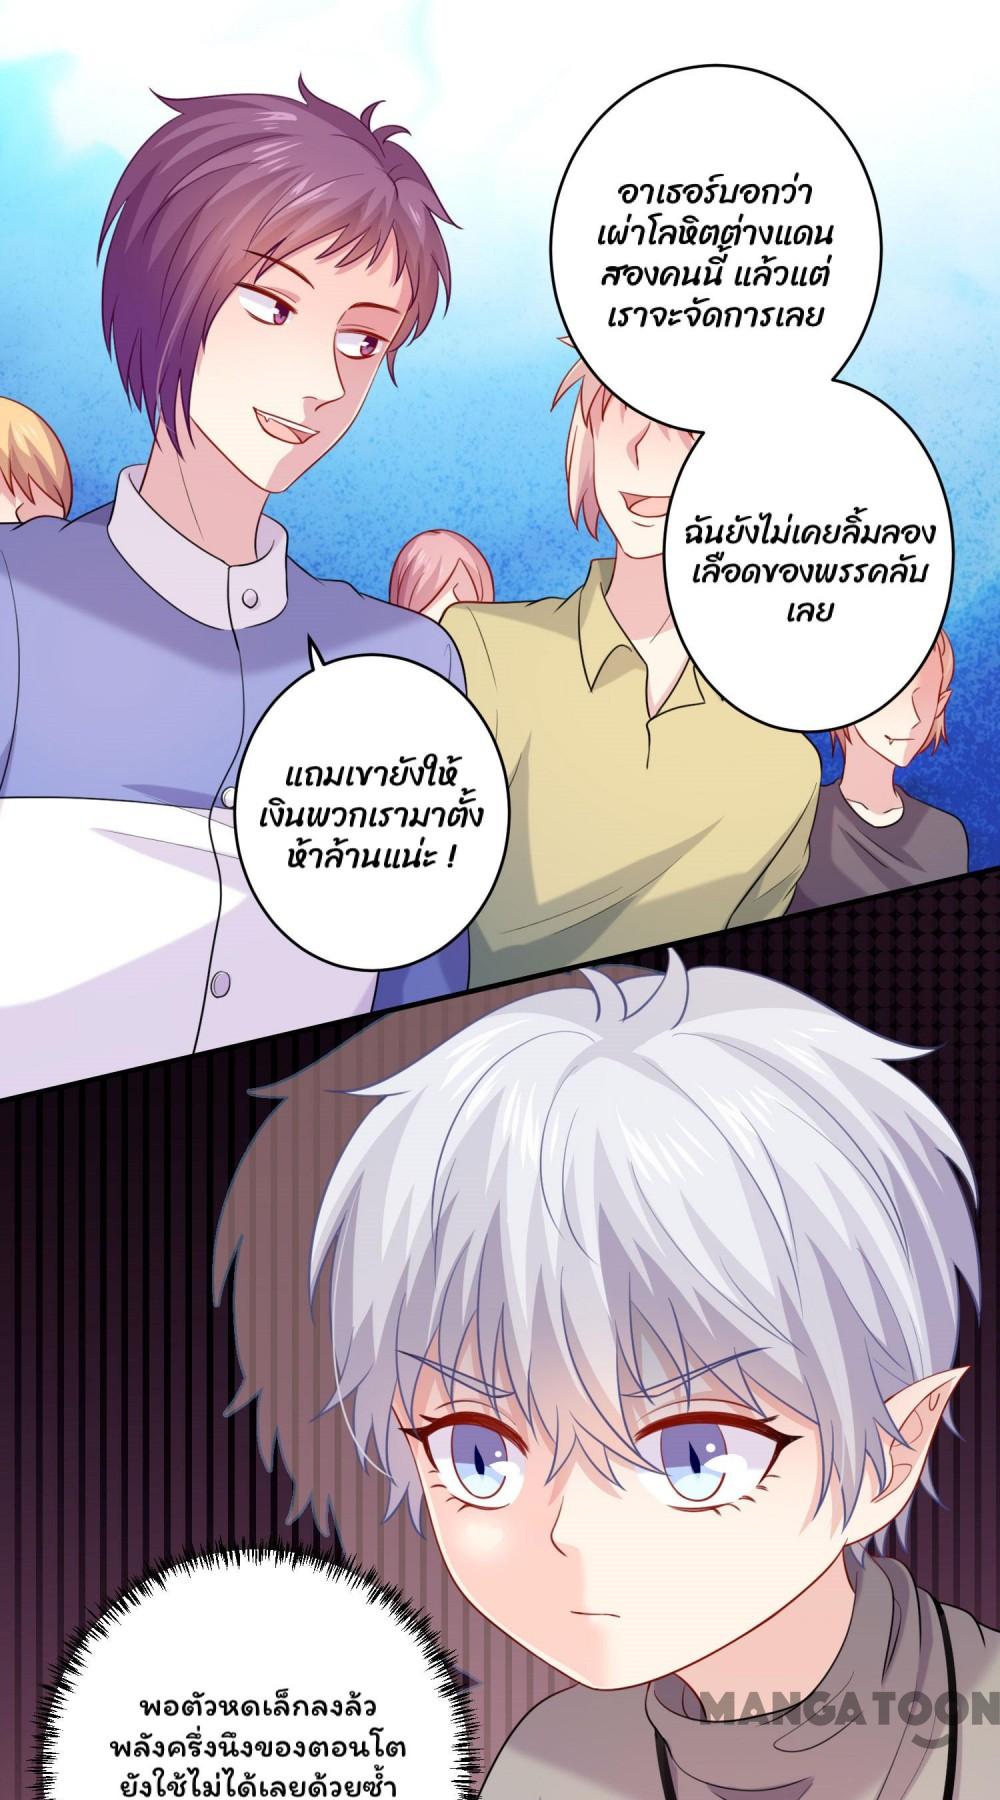 อาเธอร์บอกว่า
เผ่าโลหิตต่างแดน
สองคนนี้ แล้วแต่
เราจะจัดการเลย
ฉันยังไม่เคยลิ้มลอง
เลือดของพรรคลับ
เลย
แถมเขายังให้
เงินพวกเรามาตั้ง
ห้าล้านแน่ะ !
พอตัวหดเล็กลงล้ว
พลังครึ่งนึงของตอนโต
ยังใช้ไม่ได้เลยด้วยซ้ำ
MANGATOON